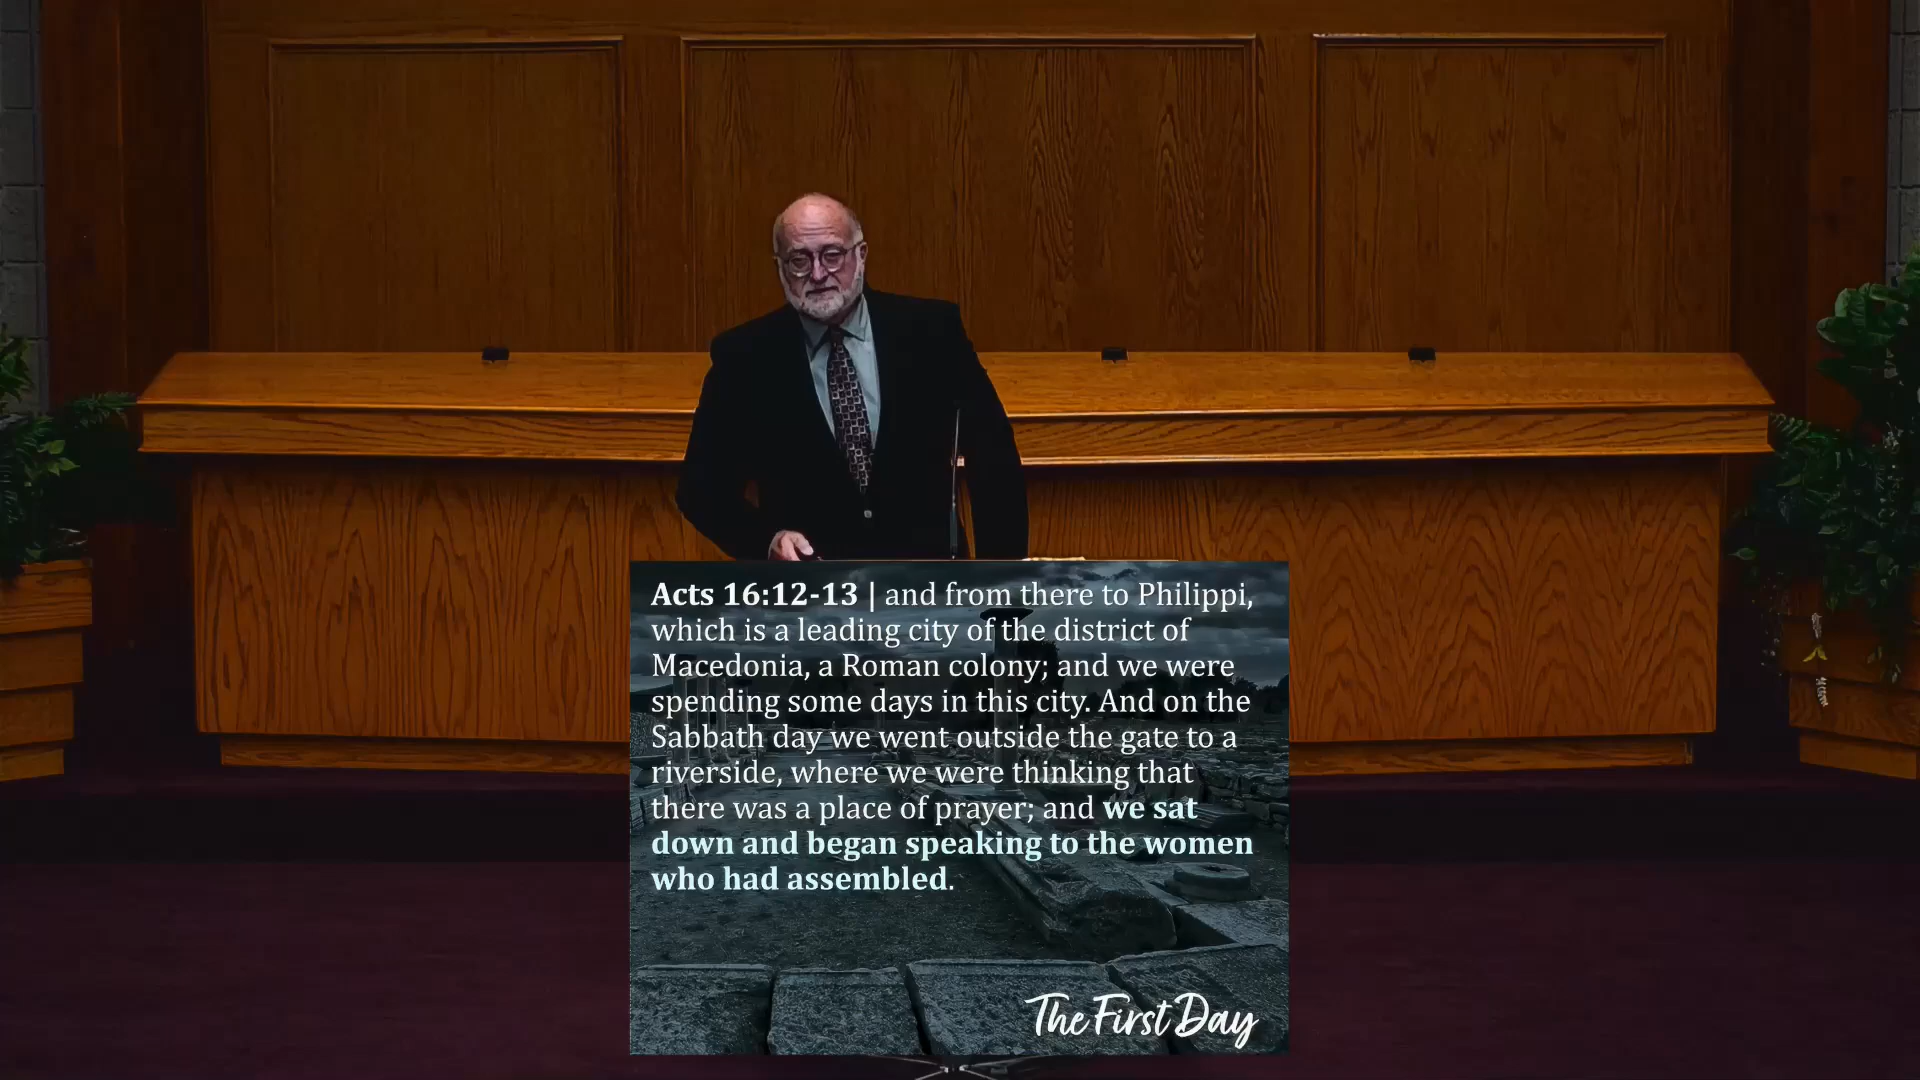 Acts 16:12-13 | and from there to Philippi,
which is a leading city of the district of
Macedonia, a Roman colony; and we were
spending some days in this city. And on the
Sabbath day we went outside the gate to a
riverside, where we were thinking that
there was a place of prayer; and we sat
down and began speaking to the women
who had assembled.
The First Day